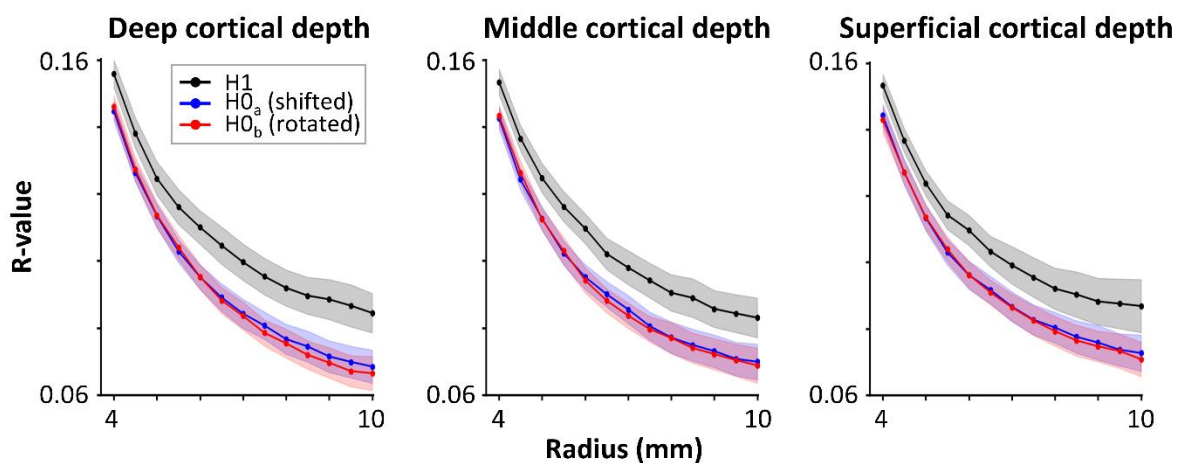 Deep cortical depth
Middle cortical depth
Superficial cortical depth
0.16
0.16
0.16
H1
H0a (shifted)
H0b (rotated)
R-value
0.06
0.06
0.06
4
10
4
10
4
10
Radius (mm)